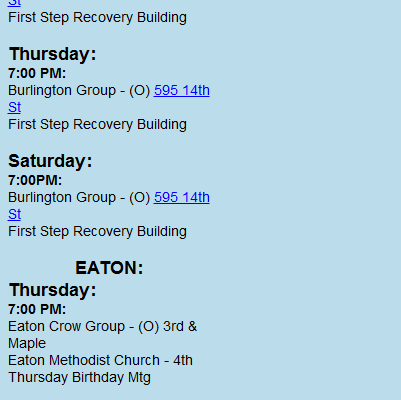 St
First Step Recovery Building
Thursday:
7:00 PM:
Burlington Group - (O) 595 14th
St
First Step Recovery Building
Saturday:
7:00PM:
Burlington Group - (O) 595 14th
St
First Step Recovery Building
EATON:
Thursday:
7:00 PM:
Eaton Crow Group - (O) 3rd &
Maple
Eaton Methodist Church - 4th
Thursday Birthday Mtg